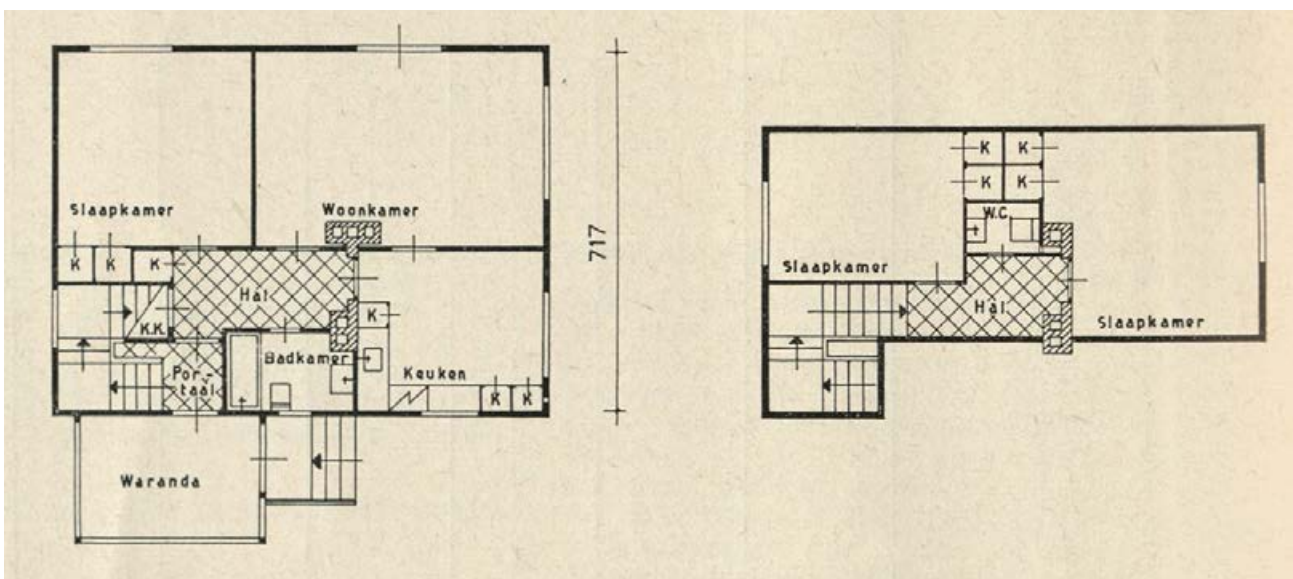 Slaapkamer
Woonkamer
K
K
K
Hal
K.K.
K
Por-
taal
Badkamer
Keuken
K
K
Waranda
717
K
K
K
K
W.C.
Slaapkamer
Hal
Slaapkamer